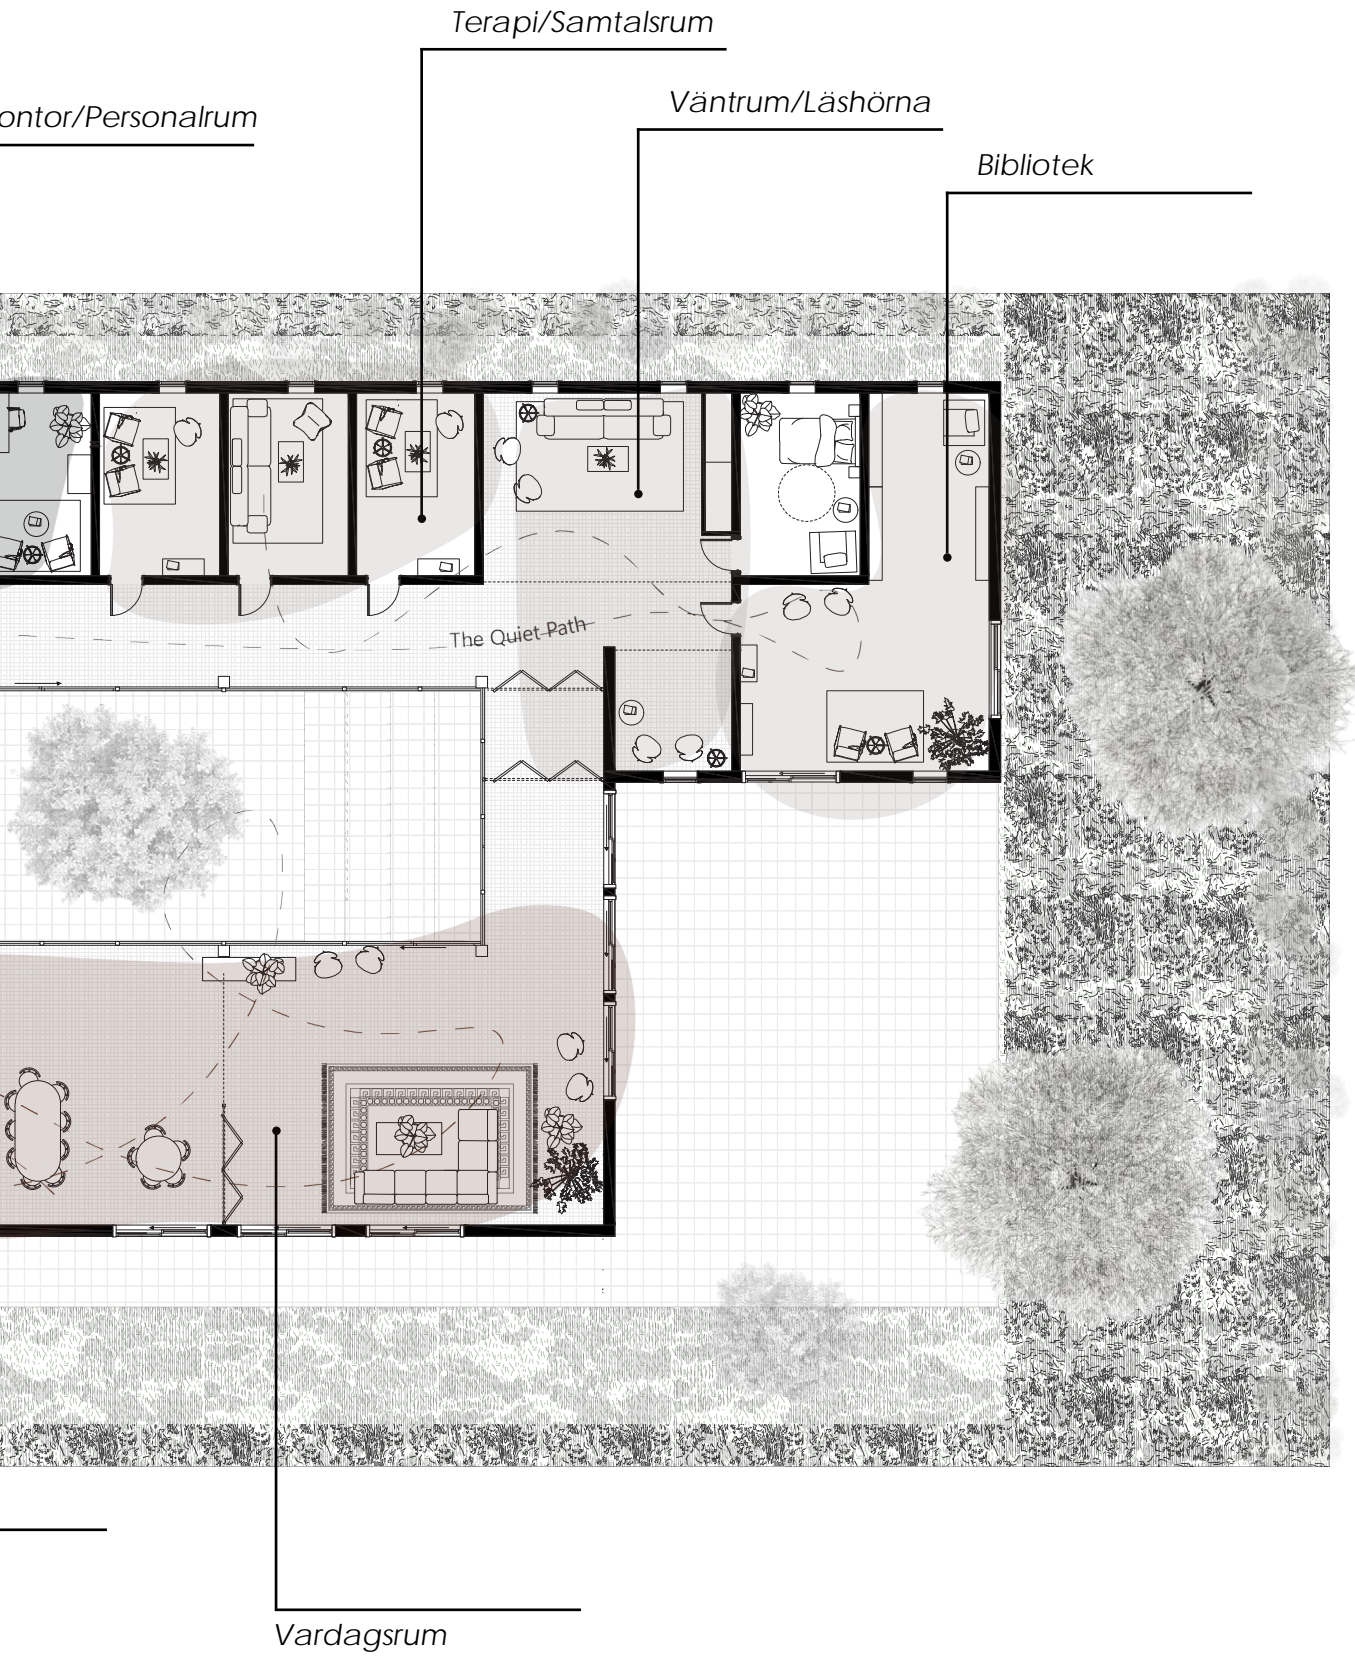 Terapi/Samtalsrum
Väntrum/Läshörna
ontor/Personalrum
Bibliotek
The Quiet Path
Vardagsrum